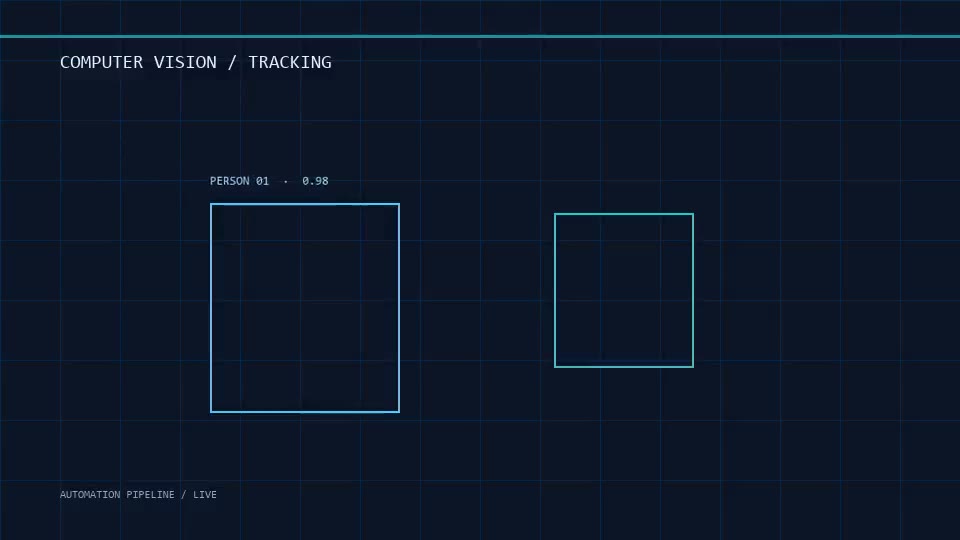 COMPUTER VISION / TRACKING
PERSON 01 · 0.98
AUTOMATION PIPELINE / LIVE